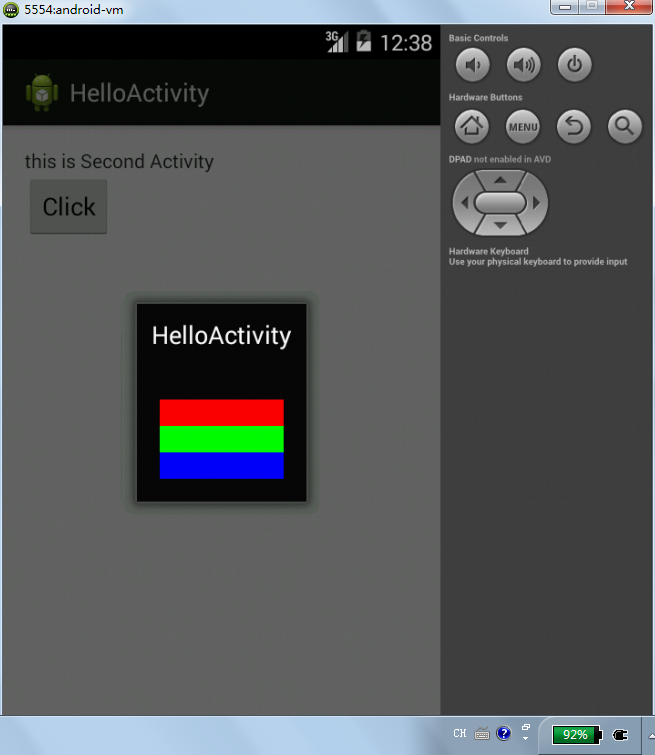 5554:android-vm
3G 12:38
HelloActivity
this is Second Activity
Click
HelloActivity
Basic Controls
Hardware Buttons
MENU
DPAD not enabled in AVD
Hardware Keyboard
Use your physical keyboard to provide input
CH ? 92%